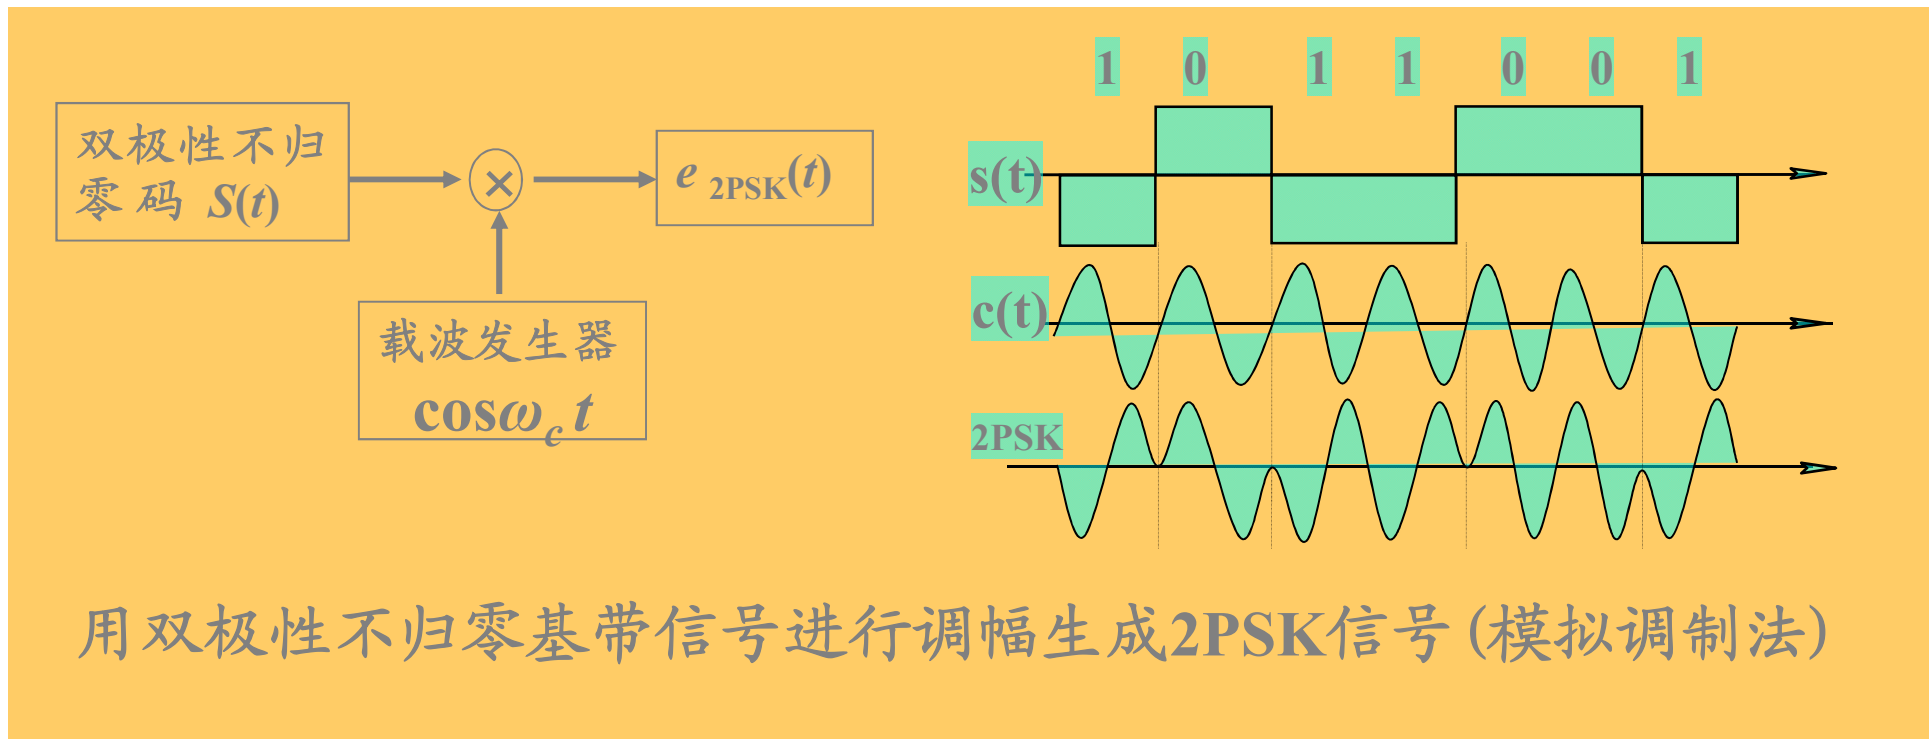 双极性不归
零 码 S(t)
e 2PSK(t)
载波发生器
cosωc t
1 0 1 1 0 0 1
s(t)
c(t)
2PSK
用双极性不归零基带信号进行调幅生成2PSK信号 (模拟调制法)